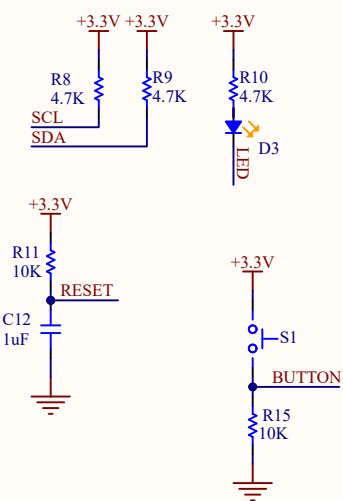 +3.3V +3.3V +3.3V
R8 R9 R10
4.7K 4.7K 4.7K
SCL
SDA
D3
LED
+3.3V
R11
10K
RESET
C12
1uF
+3.3V
S1
BUTTON
R15
10K